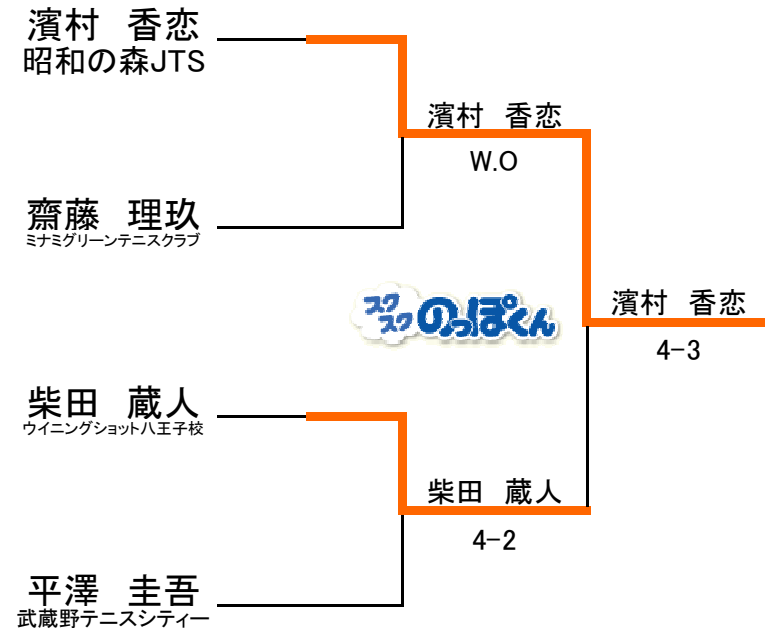 濱村　香恋
昭和の森JTS
濱村　香恋
W.O
齋藤　理玖
ミナミグリーンテニスクラブ
スク
スク のっぽくん
濱村　香恋
4-3
柴田　蔵人
ウイニングショット八王子校
柴田　蔵人
4-2
平澤　圭吾
武蔵野テニスシティー